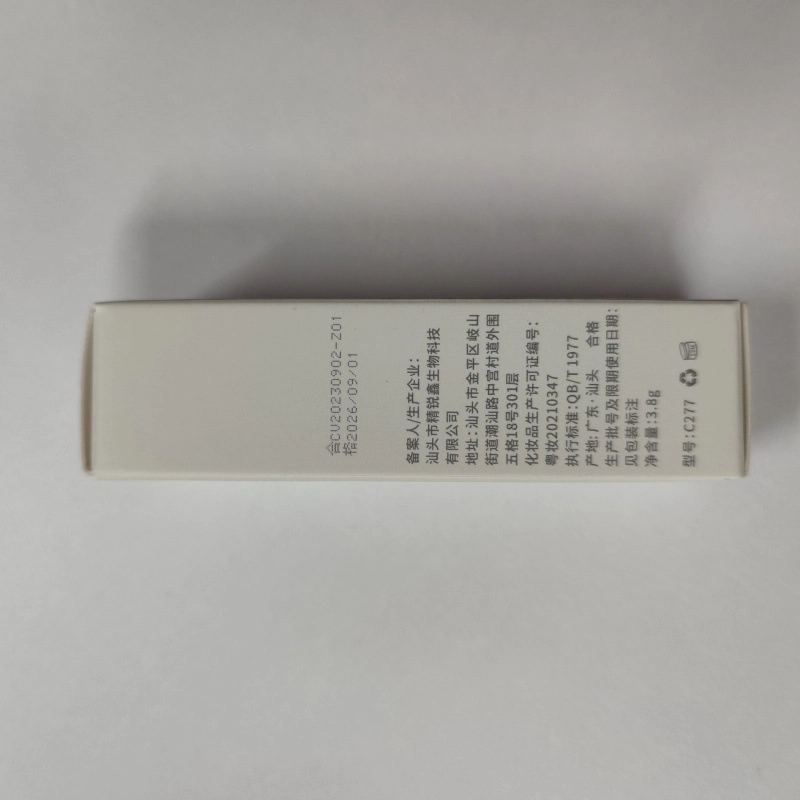 合CV20230902-Z01
格2026/09/01
备案人/生产企业：
汕头市精锐鑫生物科技
有限公司
地址：汕头市金平区岐山
街道潮汕路中宫村道外围
五格18号301层
化妆品生产许可证编号：
粤妆20210347
执行标准：QB/T 1977
产地：广东·汕头 合格
生产批号及限期使用日期：
见包装标注
净含量：3.8g
型号：C277